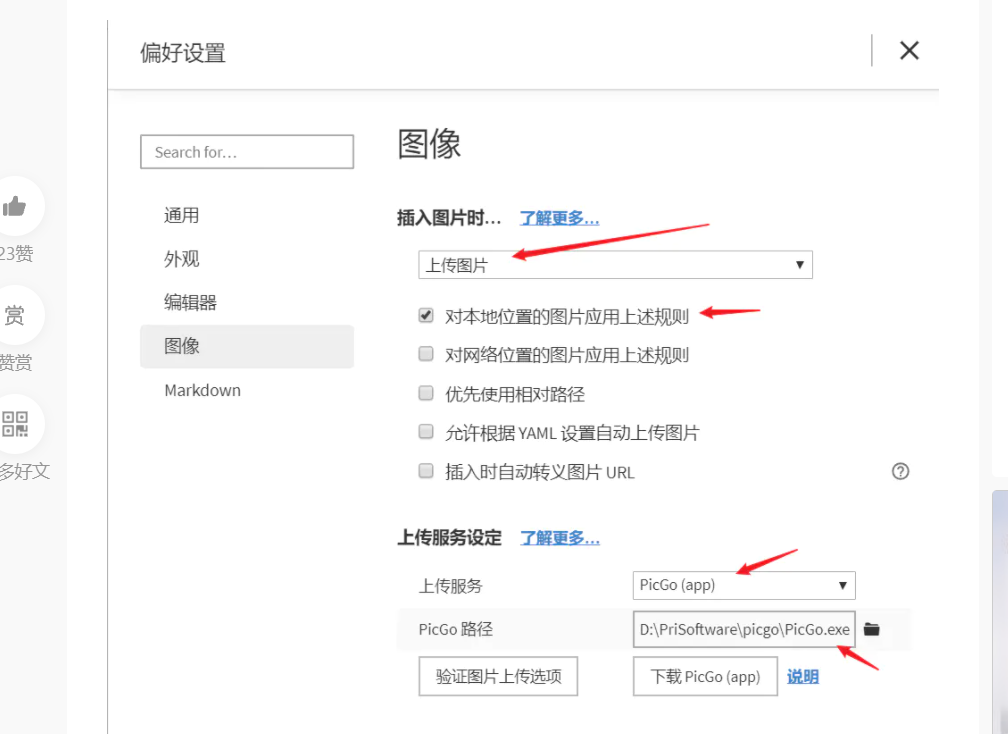 偏好设置
Search for...
图像
通用
外观
编辑器
图像
Markdown
插入图片时... 了解更多...
上传图片
对本地位置的图片应用上述规则
对网络位置的图片应用上述规则
优先使用相对路径
允许根据 YAML 设置自动上传图片
插入时自动转义图片 URL
上传服务设定 了解更多...
上传服务 PicGo (app)
PicGo 路径 D:\PriSoftware\picgo\PicGo.exe
验证图片上传选项 下载 PicGo (app) 说明
23赞
赏
赞赏
多好文